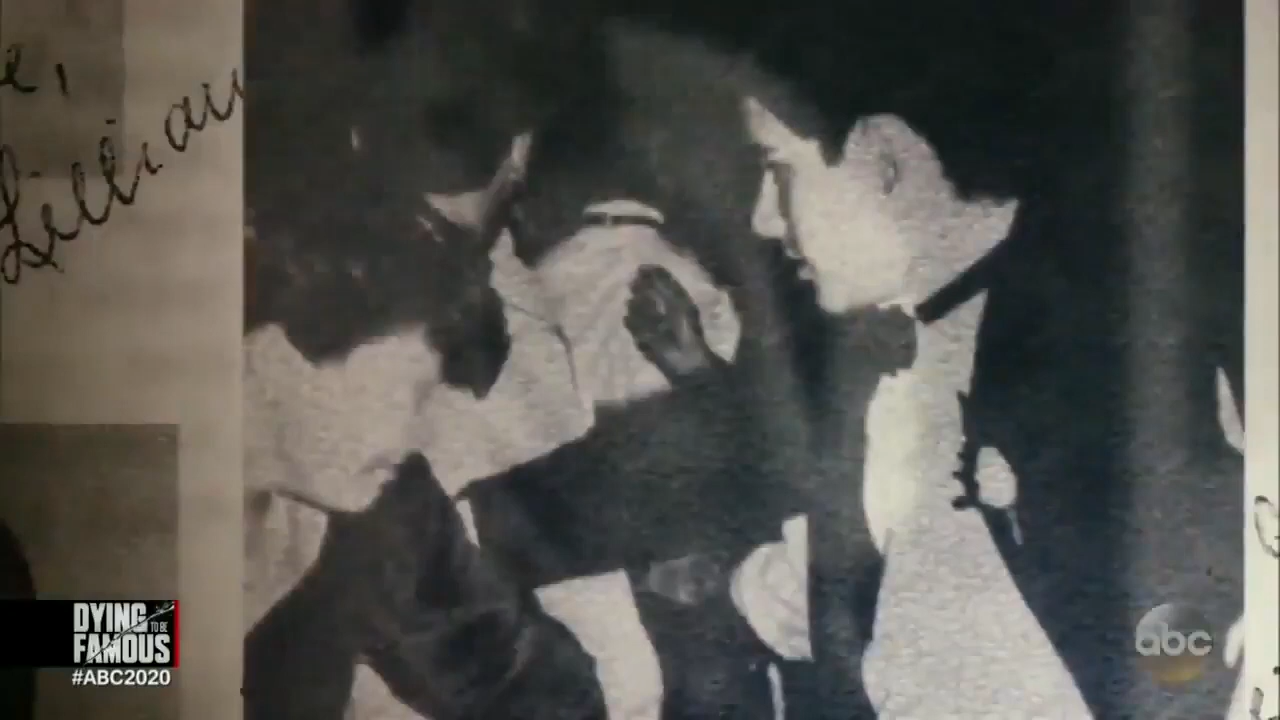 e,
Lillian
DYING
TO BE
FAMOUS
#ABC2020
abc